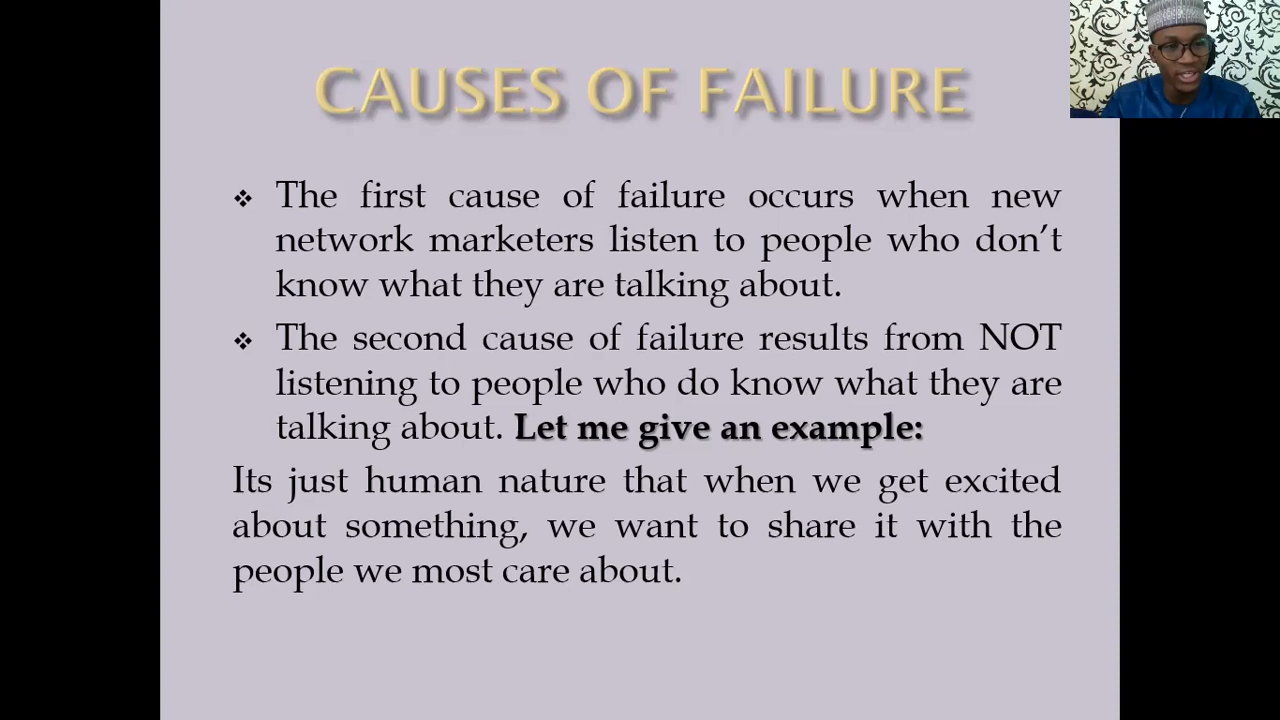 CAUSES OF FAILURE
❖ The first cause of failure occurs when new
network marketers listen to people who don’t
know what they are talking about.
❖ The second cause of failure results from NOT
listening to people who do know what they are
talking about. Let me give an example:
Its just human nature that when we get excited
about something, we want to share it with the
people we most care about.